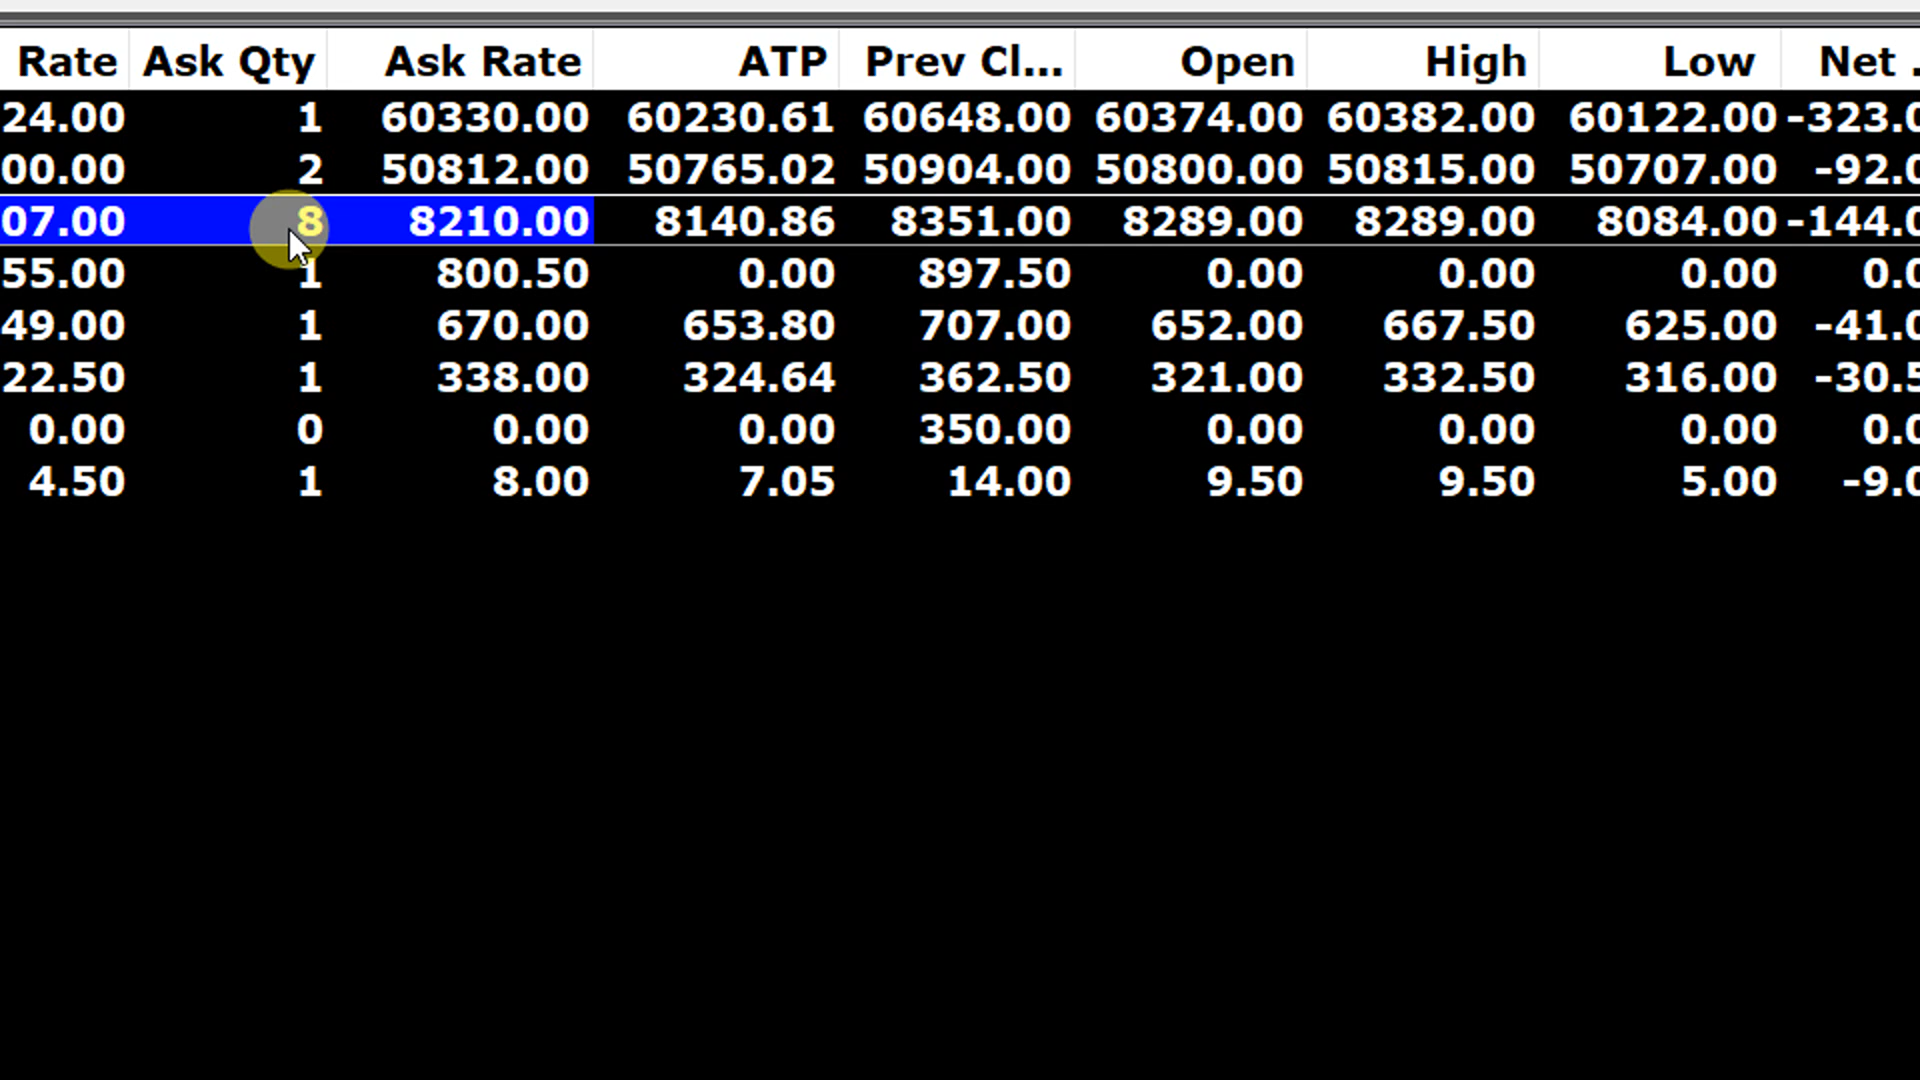 Rate Ask Qty Ask Rate ATP Prev Cl... Open High Low Net .
24.00 1 60330.00 60230.61 60648.00 60374.00 60382.00 60122.00 -323.0
00.00 2 50812.00 50765.02 50904.00 50800.00 50815.00 50707.00 -92.0
07.00 8 8210.00 8140.86 8351.00 8289.00 8289.00 8084.00 -144.0
55.00 1 800.50 0.00 897.50 0.00 0.00 0.00 0.0
49.00 1 670.00 653.80 707.00 652.00 667.50 625.00 -41.0
22.50 1 338.00 324.64 362.50 321.00 332.50 316.00 -30.5
0.00 0 0.00 0.00 350.00 0.00 0.00 0.00 0.0
4.50 1 8.00 7.05 14.00 9.50 9.50 5.00 -9.0